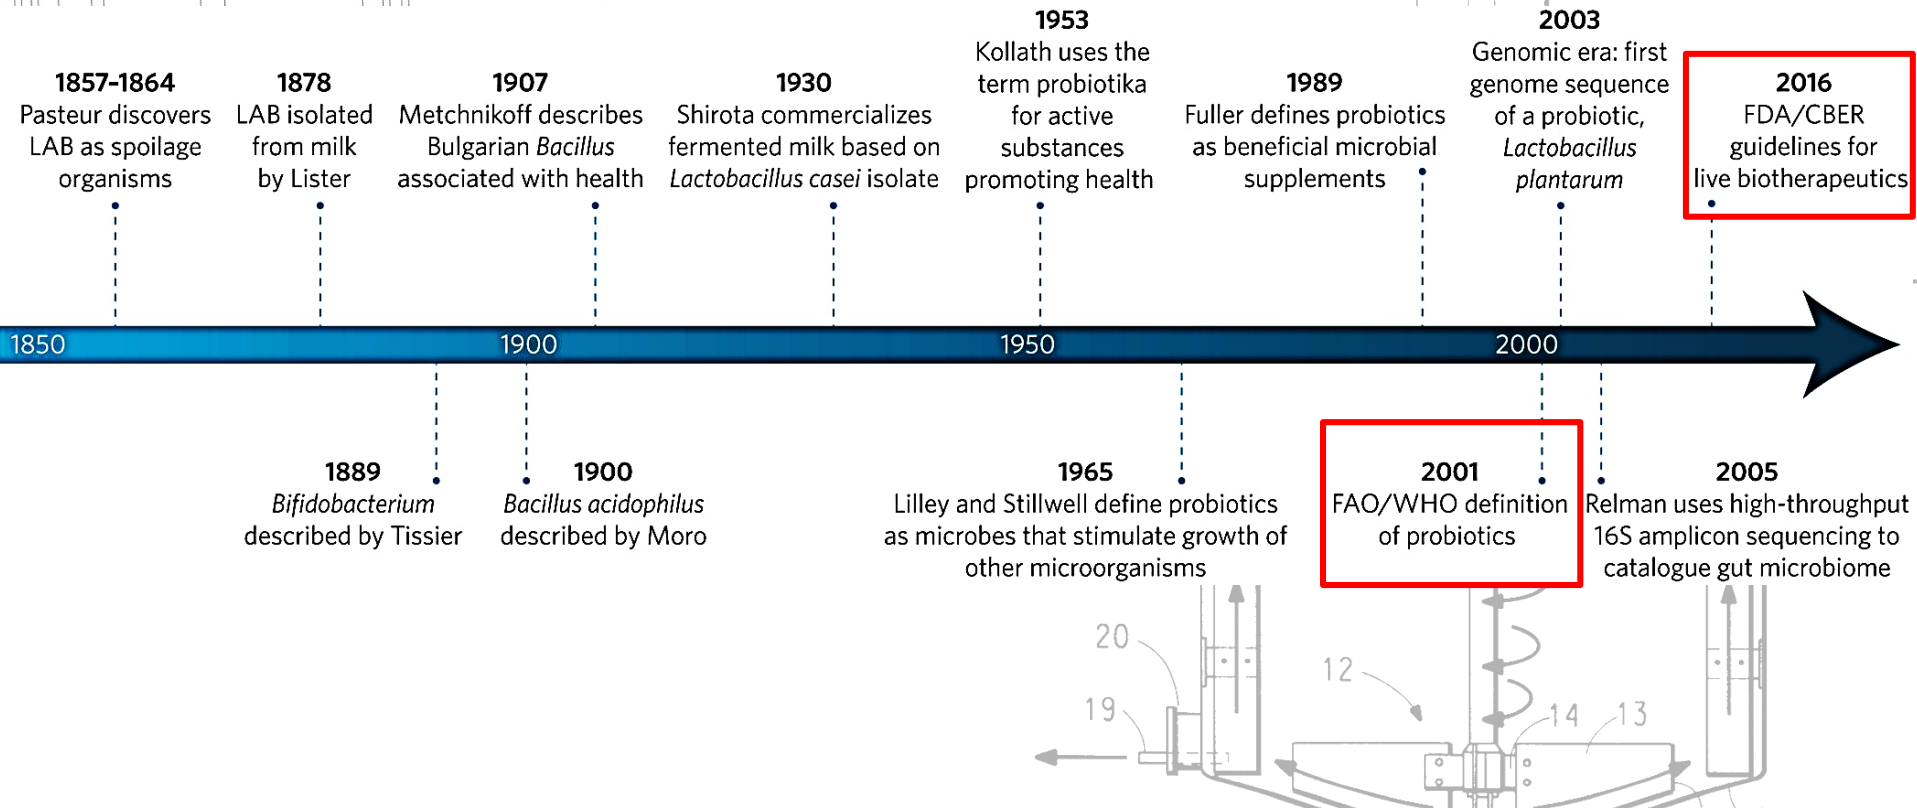 1857-1864
Pasteur discovers
LAB as spoilage
organisms
1878
LAB isolated
from milk
by Lister
1907
Metchnikoff describes
Bulgarian Bacillus
associated with health
1930
Shirota commercializes
fermented milk based on
Lactobacillus casei isolate
1953
Kollath uses the
term probiotika
for active
substances
promoting health
1989
Fuller defines probiotics
as beneficial microbial
supplements
2003
Genomic era: first
genome sequence
of a probiotic,
Lactobacillus
plantarum
2016
FDA/CBER
guidelines for
live biotherapeutics
1850
1900
1950
2000
1889
Bifidobacterium
described by Tissier
1900
Bacillus acidophilus
described by Moro
1965
Lilley and Stillwell define probiotics
as microbes that stimulate growth of
other microorganisms
2001
FAO/WHO definition
of probiotics
2005
Relman uses high-throughput
16S amplicon sequencing to
catalogue gut microbiome
20
12
19
14
13